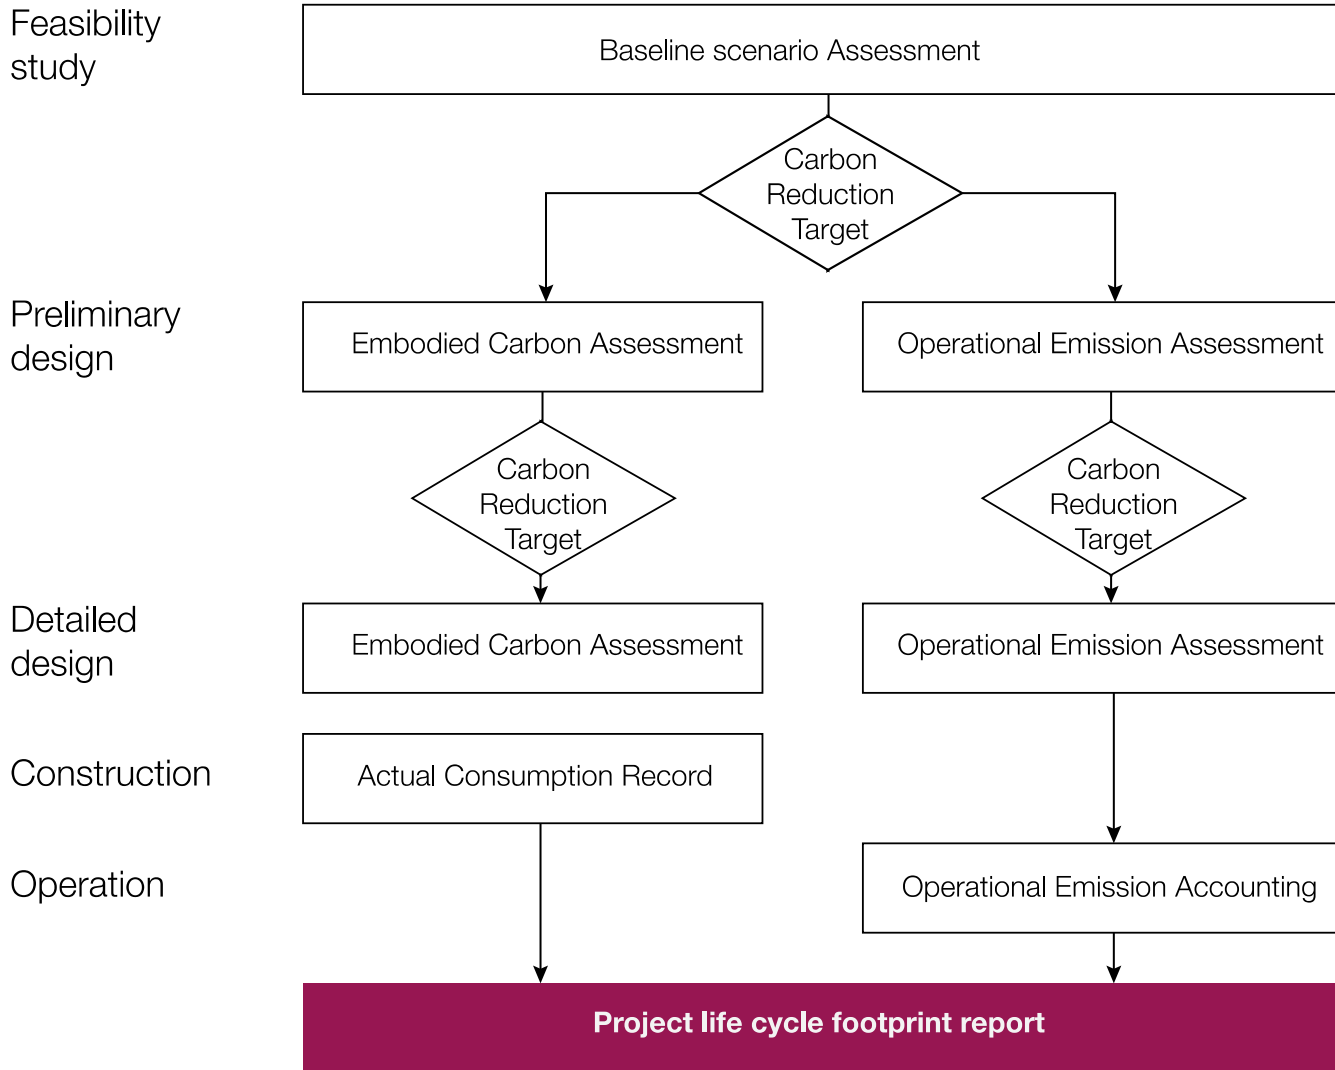 Feasibility
study
Baseline scenario Assessment
Carbon
Reduction
Target
Preliminary
design
Embodied Carbon Assessment
Operational Emission Assessment
Carbon
Reduction
Target
Carbon
Reduction
Target
Detailed
design
Embodied Carbon Assessment
Operational Emission Assessment
Construction
Actual Consumption Record
Operation
Operational Emission Accounting
Project life cycle footprint report